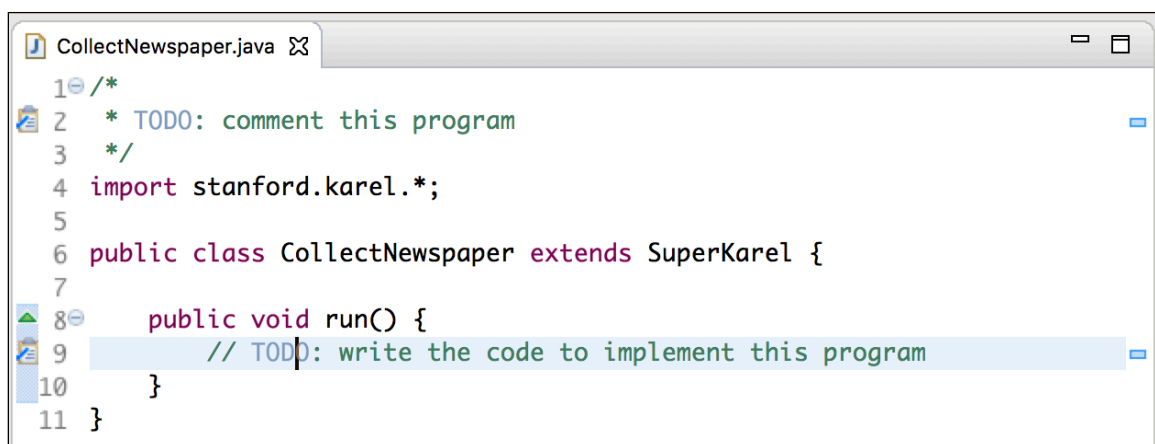 CollectNewspaper.java
1 /*
2 * TODO: comment this program
3 */
4 import stanford.karel.*;
5
6 public class CollectNewspaper extends SuperKarel {
7
8 public void run() {
9 // TODO: write the code to implement this program
10 }
11 }